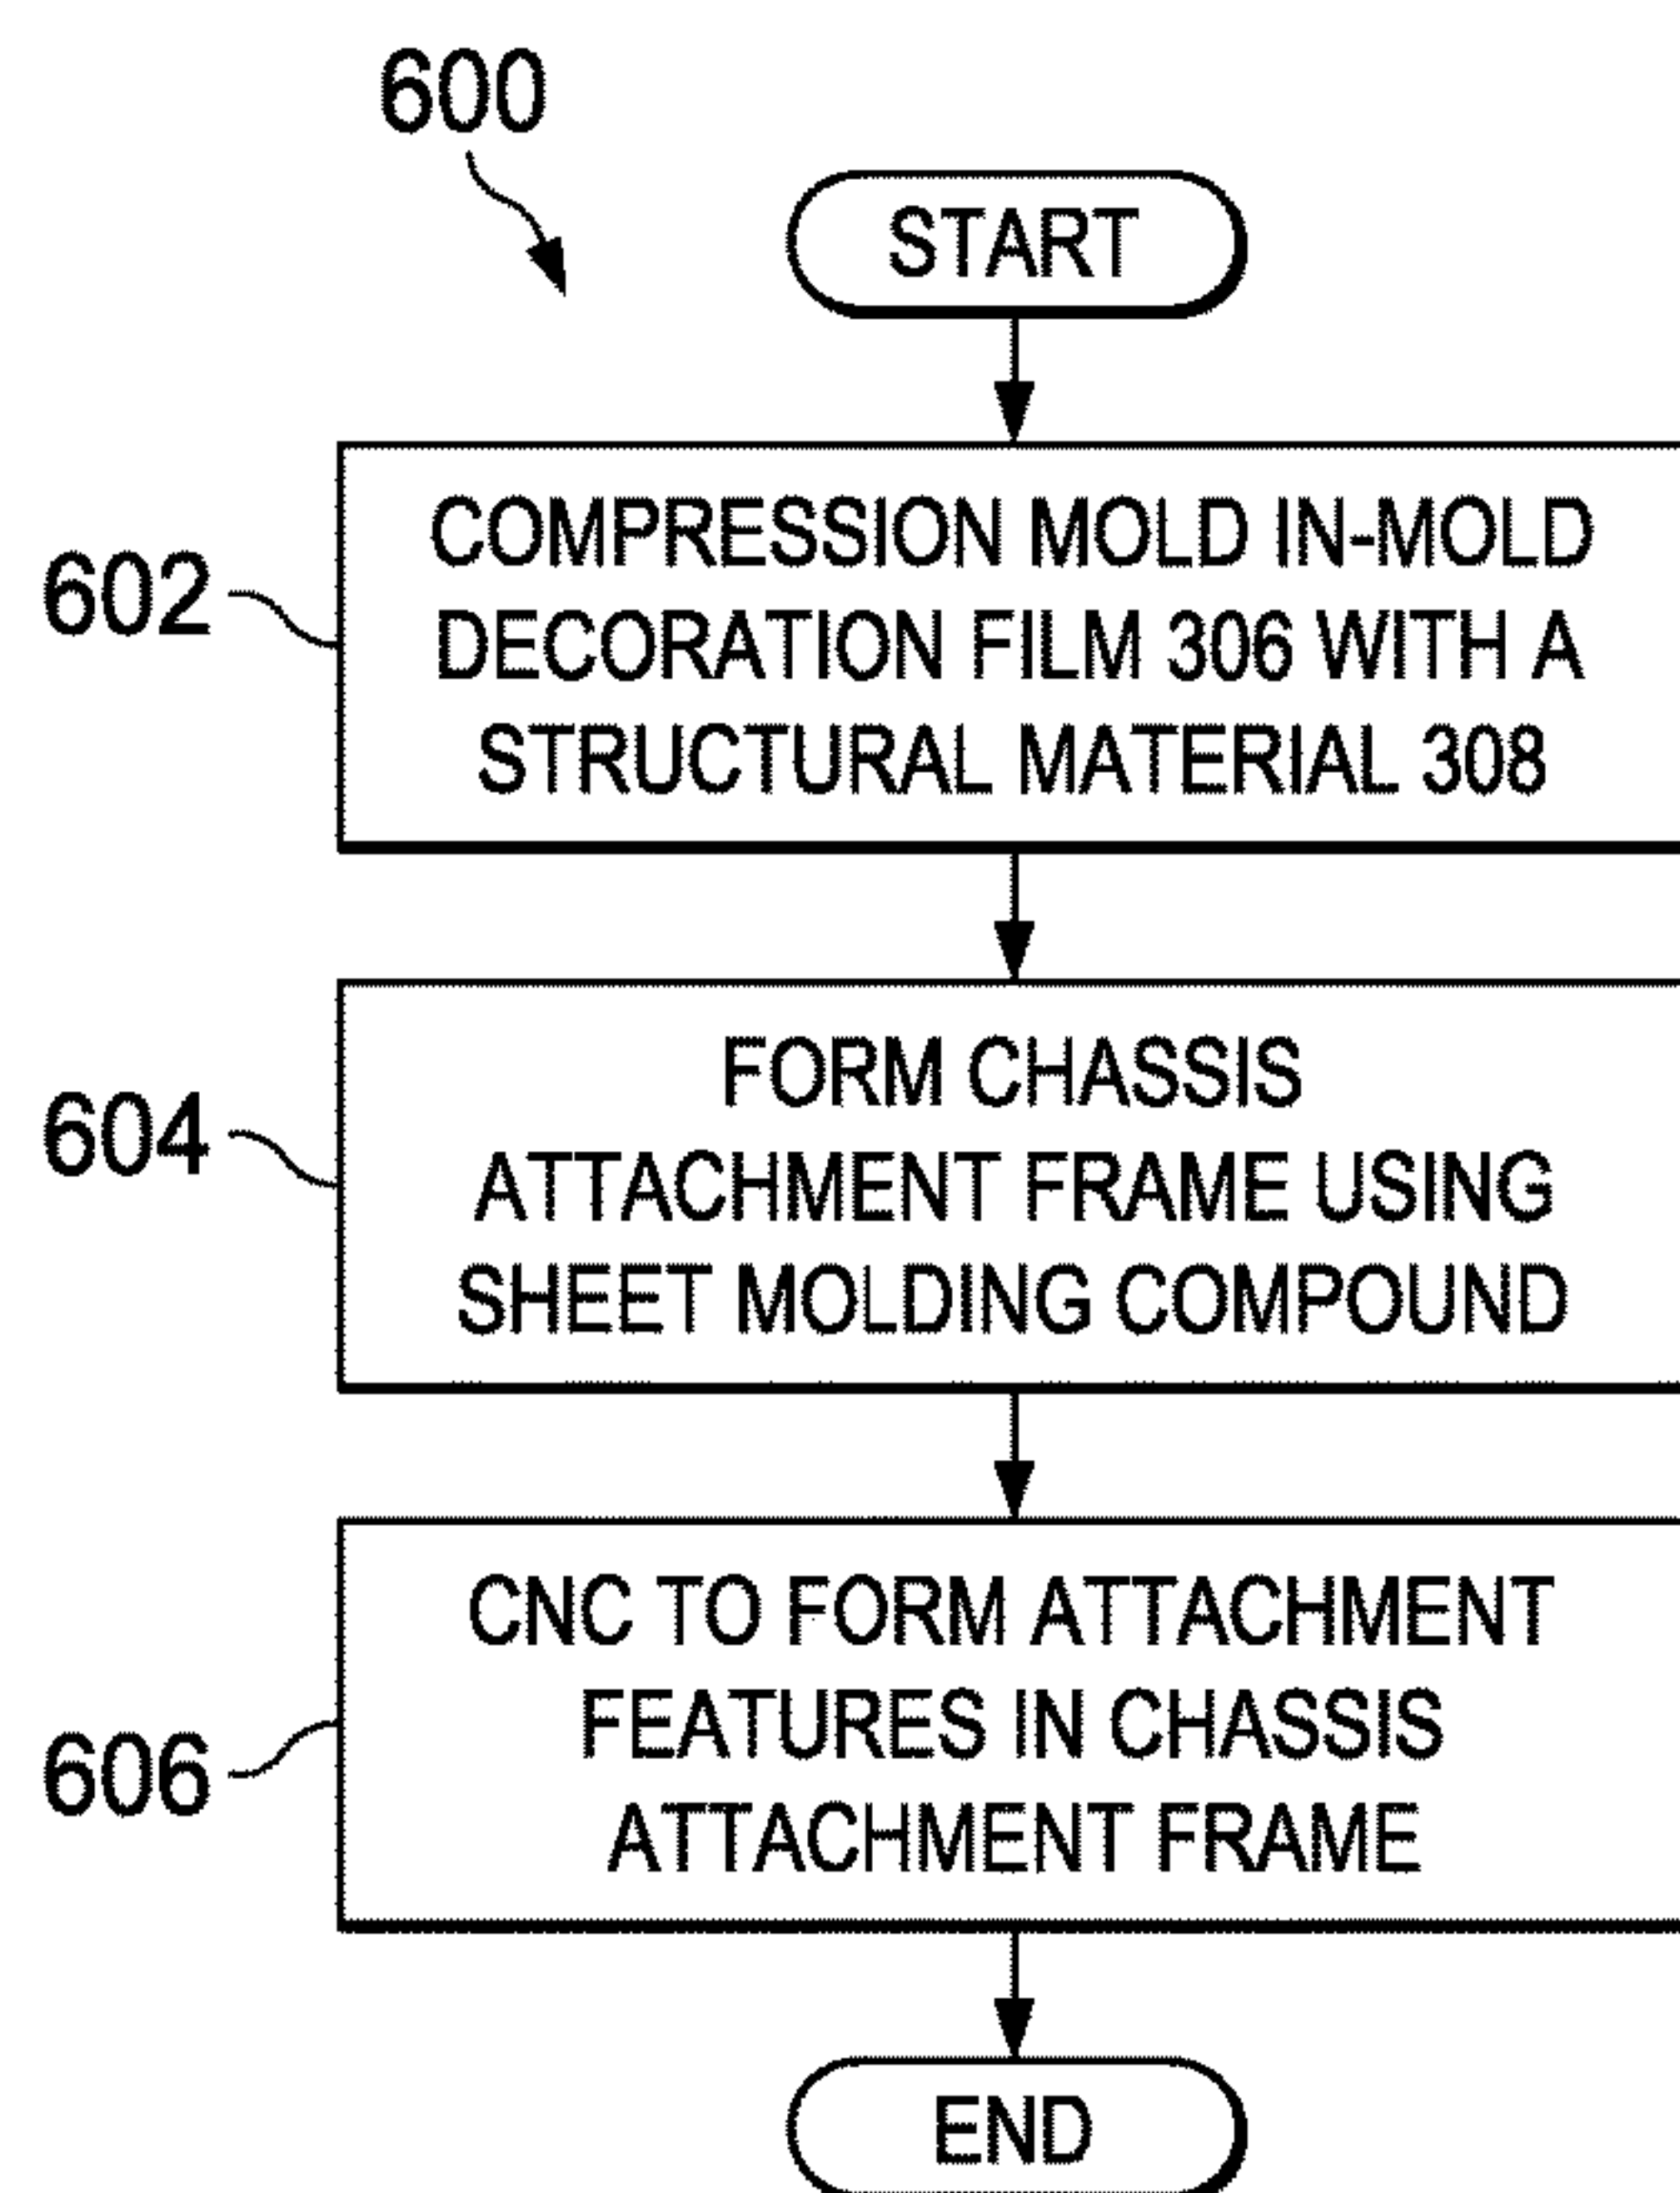 600
START
602
COMPRESSION MOLD IN-MOLD
DECORATION FILM 306 WITH A
STRUCTURAL MATERIAL 308
604
FORM CHASSIS
ATTACHMENT FRAME USING
SHEET MOLDING COMPOUND
606
CNC TO FORM ATTACHMENT
FEATURES IN CHASSIS
ATTACHMENT FRAME
END